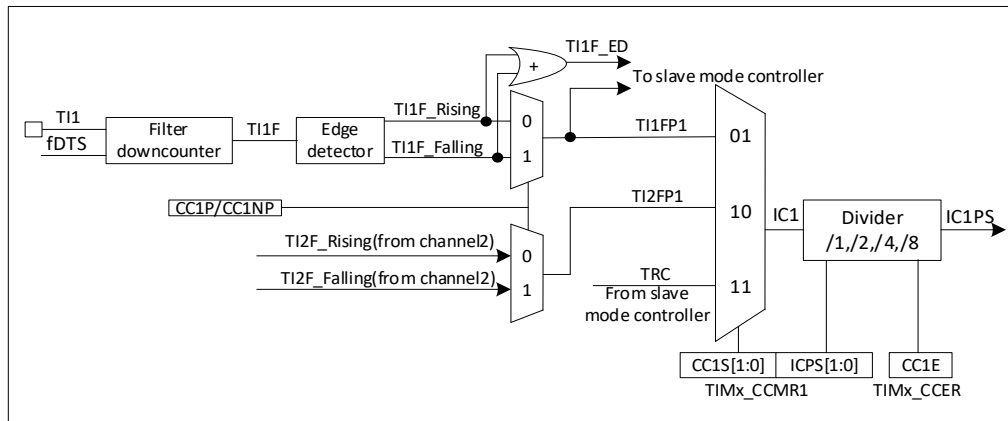 TI1F_ED
+
To slave mode controller
TI1
fDTS
Filter
downcounter
TI1F
Edge
detector
TI1F_Rising
TI1F_Falling
0
1
TI1FP1
01
CC1P/CC1NP
TI2FP1
10
IC1
Divider
/1,/2,/4,/8
IC1PS
TI2F_Rising(from channel2)
TI2F_Falling(from channel2)
0
1
TRC
From slave
mode controller
11
CC1S[1:0]
ICPS[1:0]
CC1E
TIMx_CCMR1
TIMx_CCER